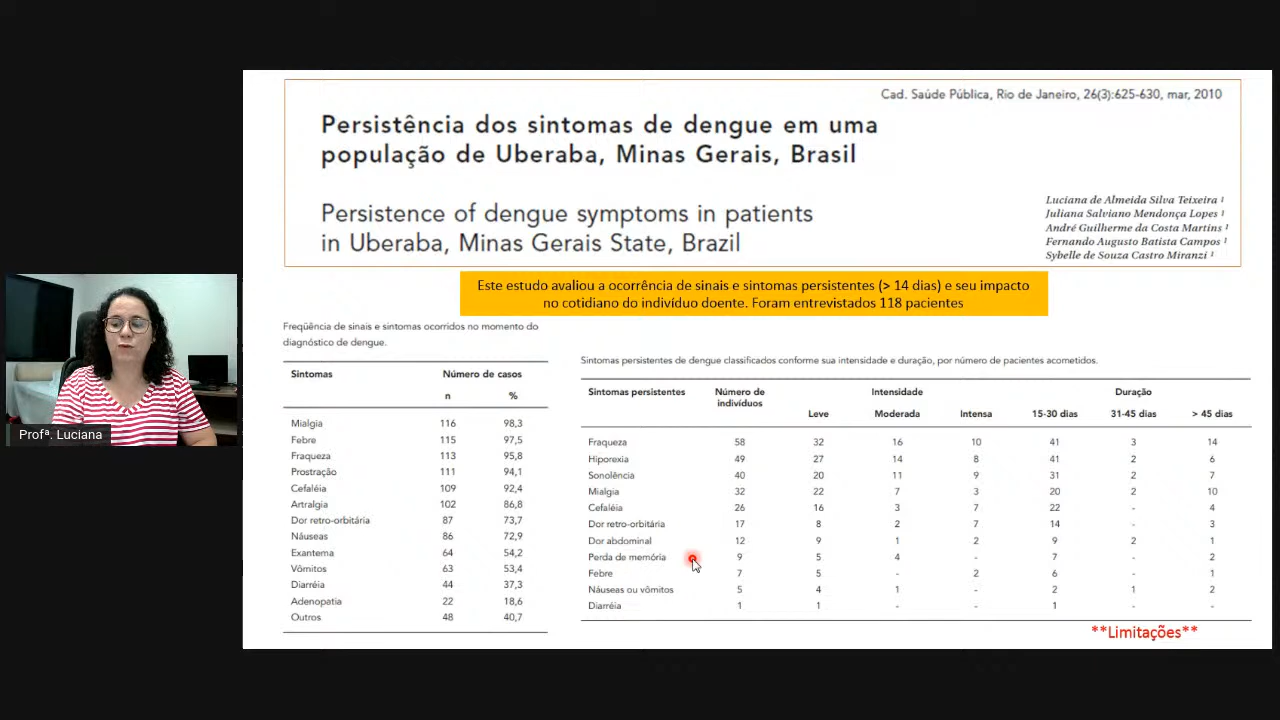 Cad. Saúde Pública, Rio de Janeiro, 26(3):625-630, mar, 2010
Persistência dos sintomas de dengue em uma
população de Uberaba, Minas Gerais, Brasil
Persistence of dengue symptoms in patients
in Uberaba, Minas Gerais State, Brazil
Luciana de Almeida Silva Teixeira 1
Juliana Salviano Mendonça Lopes 1
André Guilherme da Costa Martins 1
Fernando Augusto Batista Campos 1
Sybelle de Souza Castro Miranzi 1
Este estudo avaliou a ocorrência de sinais e sintomas persistentes (> 14 dias) e seu impacto
no cotidiano do indivíduo doente. Foram entrevistados 118 pacientes
Freqüência de sinais e sintomas ocorridos no momento do
diagnóstico de dengue.
Sintomas Número de casos
n %
Mialgia 116 98,3
Febre 115 97,5
Fraqueza 113 95,8
Prostração 111 94,1
Cefaléia 109 92,4
Artralgia 102 86,8
Dor retro-orbitária 87 73,7
Náuseas 86 72,9
Exantema 64 54,2
Vômitos 63 53,4
Diarréia 44 37,3
Adenopatia 22 18,6
Outros 48 40,7
Sintomas persistentes de dengue classificados conforme sua intensidade e duração, por número de pacientes acometidos.
Sintomas persistentes Número de Intensidade Duração
indivíduos
Leve Moderada Intensa 15-30 dias 31-45 dias > 45 dias
Fraqueza 58 32 16 10 41 3 14
Hiporexia 49 27 14 8 41 2 6
Sonolência 40 20 11 9 31 2 7
Mialgia 32 22 7 3 20 2 10
Cefaléia 26 16 3 7 22 - 4
Dor retro-orbitária 17 8 2 7 14 - 3
Dor abdominal 12 9 1 2 9 2 1
Perda de memória 9 5 4 - 7 - 2
Febre 7 5 - 2 6 - 1
Náuseas ou vômitos 5 4 1 - 2 1 2
Diarréia 1 1 - - 1 - -
**Limitações**
Profª. Luciana